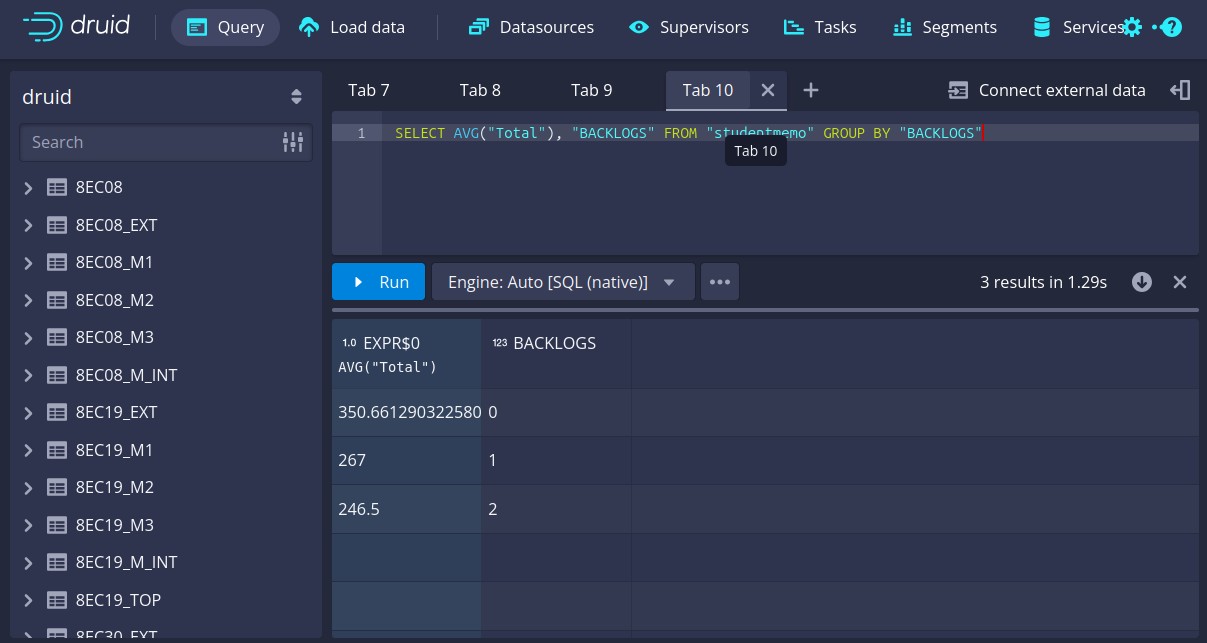 druid
Query
Load data
Datasources
Supervisors
Tasks
Segments
Services
druid
Search
8EC08
8EC08_EXT
8EC08_M1
8EC08_M2
8EC08_M3
8EC08_M_INT
8EC19_EXT
8EC19_M1
8EC19_M2
8EC19_M3
8EC19_M_INT
8EC19_TOP
8EC30_EXT
Tab 7
Tab 8
Tab 9
Tab 10
Connect external data
1 SELECT AVG("Total"), "BACKLOGS" FROM "studentmemo" GROUP BY "BACKLOGS"
Tab 10
Run
Engine: Auto [SQL (native)]
3 results in 1.29s
1.0 EXPR$0 123 BACKLOGS
AVG("Total")
350.661290322580 0
267 1
246.5 2